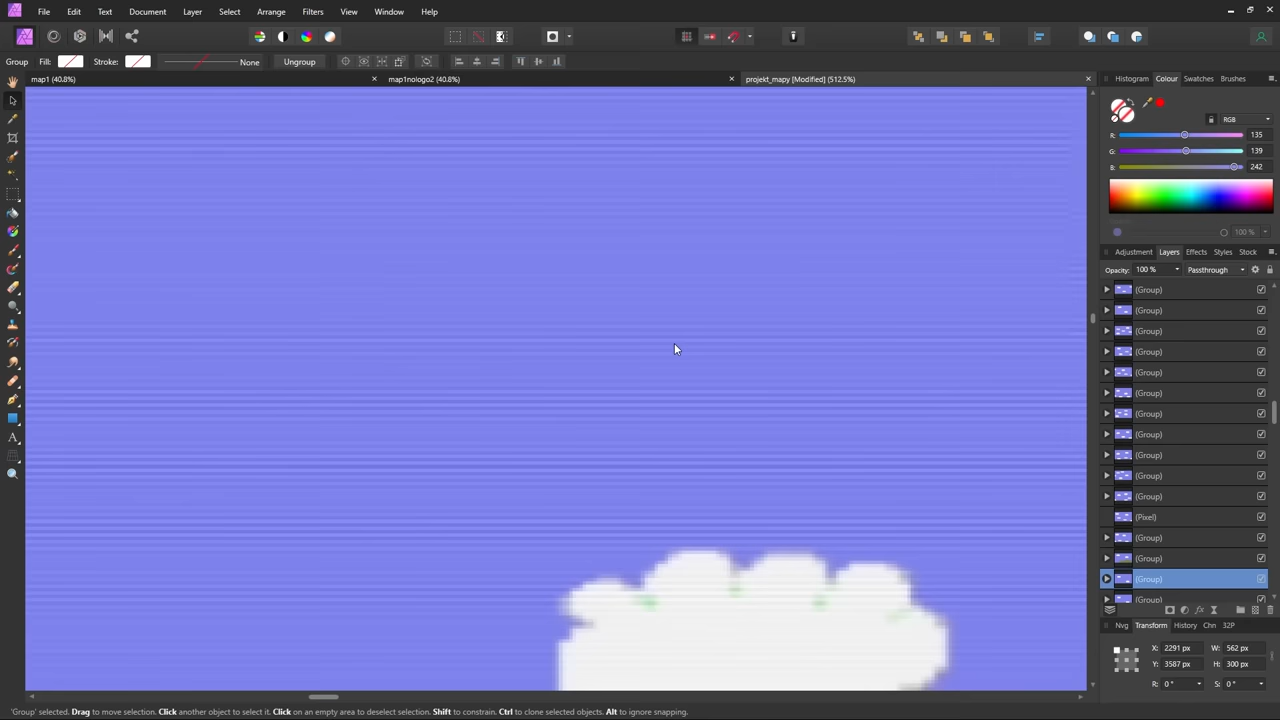 File Edit Text Document Layer Select Arrange Filters View Window Help
Group Fill: Stroke: None Ungroup
map1 (40.8%) map1nologo2 (40.8%) projekt_mapy [Modified] (512.5%)
Histogram Colour Swatches Brushes
RGB
R: 135
G: 139
B: 242
100 %
Adjustment Layers Effects Styles Stock
Opacity: 100 % Passthrough
(Group)
(Group)
(Group)
(Group)
(Group)
(Group)
(Group)
(Group)
(Group)
(Group)
(Group)
(Pixel)
(Group)
(Group)
(Group)
(Group)
fx
Nvg Transform History Chn 32P
X: 2291 px W: 562 px
Y: 3587 px H: 300 px
R: 0 ° S: 0 °
'Group' selected. Drag to move selection. Click another object to select it. Click on an empty area to deselect selection. Shift to constrain. Ctrl to clone selected objects. Alt to ignore snapping.